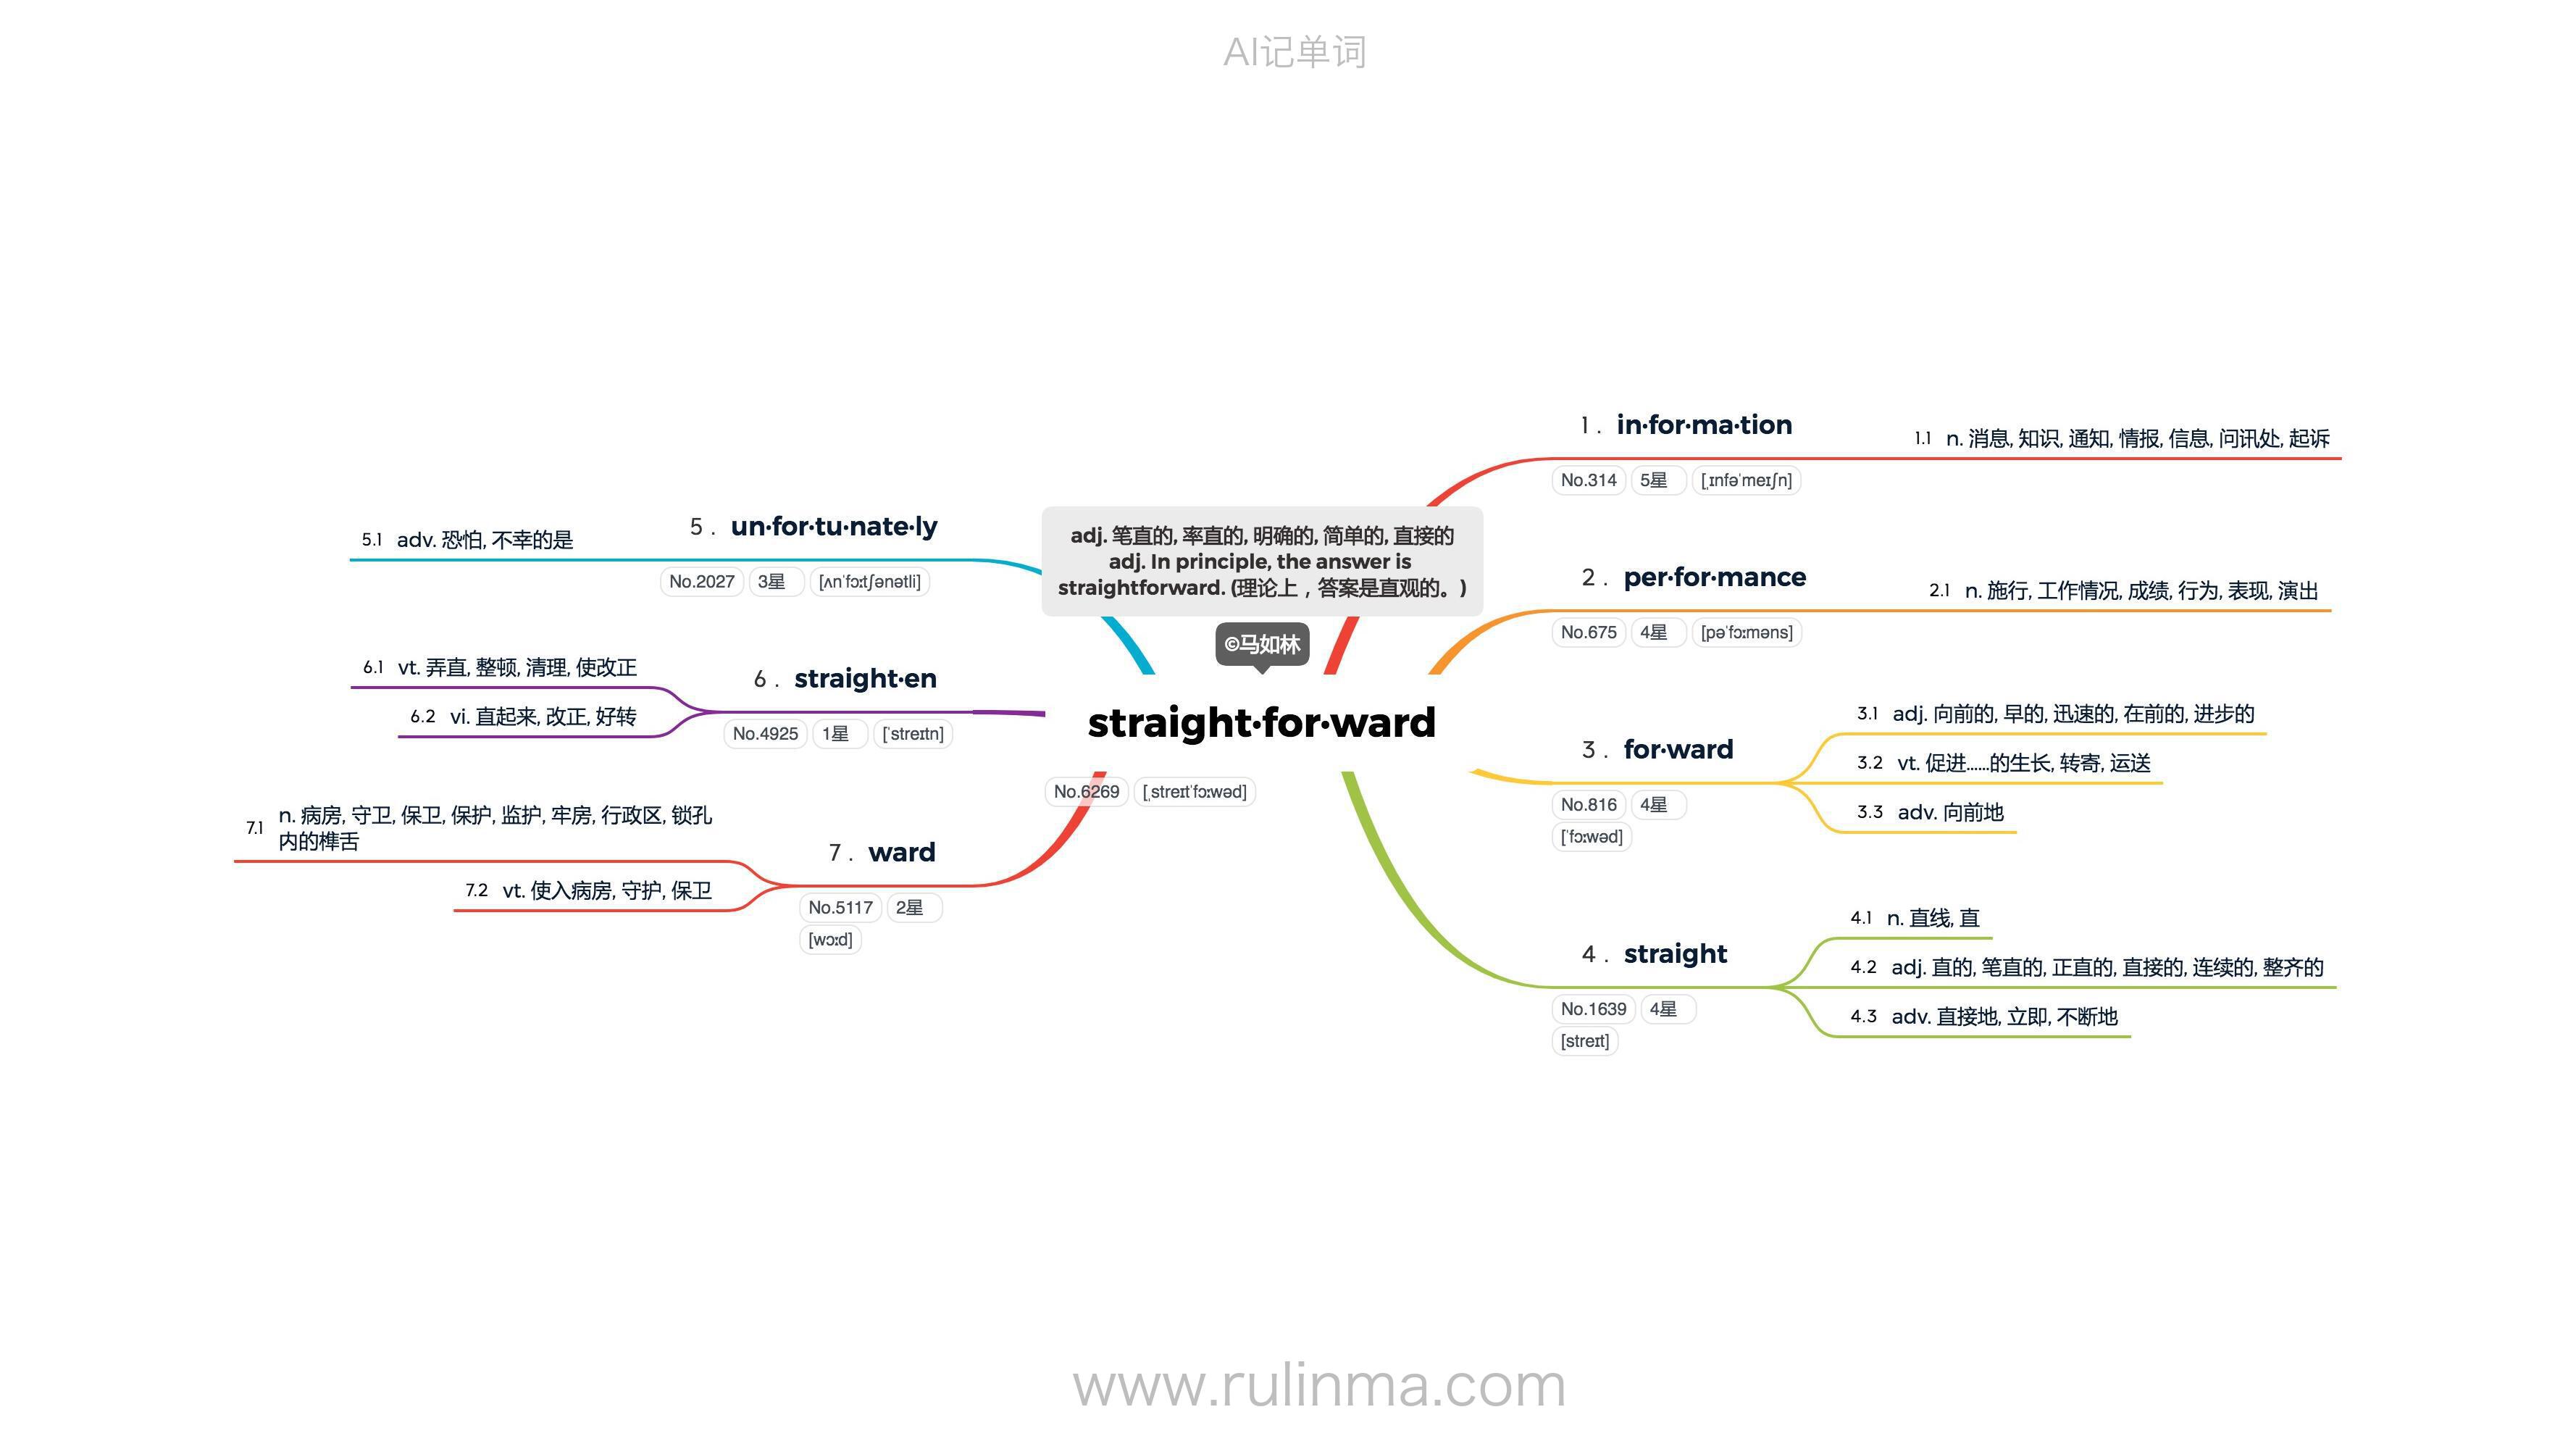 AI记单词
adj. 笔直的, 率直的, 明确的, 简单的, 直接的
adj. In principle, the answer is
straightforward. (理论上，答案是直观的。)
©马如林
straight·for·ward
No.6269 [ˌstreɪtˈfɔːwəd]
1. in·for·ma·tion
No.314 5星 [ˌɪnfəˈmeɪʃn]
1.1 n. 消息, 知识, 通知, 情报, 信息, 问讯处, 起诉
2. per·for·mance
No.675 4星 [pəˈfɔːməns]
2.1 n. 施行, 工作情况, 成绩, 行为, 表现, 演出
3. for·ward
No.816 4星
[ˈfɔːwəd]
3.1 adj. 向前的, 早的, 迅速的, 在前的, 进步的
3.2 vt. 促进……的生长, 转寄, 运送
3.3 adv. 向前地
4. straight
No.1639 4星
[streɪt]
4.1 n. 直线, 直
4.2 adj. 直的, 笔直的, 正直的, 直接的, 连续的, 整齐的
4.3 adv. 直接地, 立即, 不断地
5. un·for·tu·nate·ly
No.2027 3星 [ʌnˈfɔːtʃənətli]
5.1 adv. 恐怕, 不幸的是
6. straight·en
No.4925 1星 [ˈstreɪtn]
6.1 vt. 弄直, 整顿, 清理, 使改正
6.2 vi. 直起来, 改正, 好转
7. ward
No.5117 2星
[wɔːd]
7.1 n. 病房, 守卫, 保卫, 保护, 监护, 牢房, 行政区, 锁孔
内的榫舌
7.2 vt. 使入病房, 守护, 保卫
www.rulinma.com